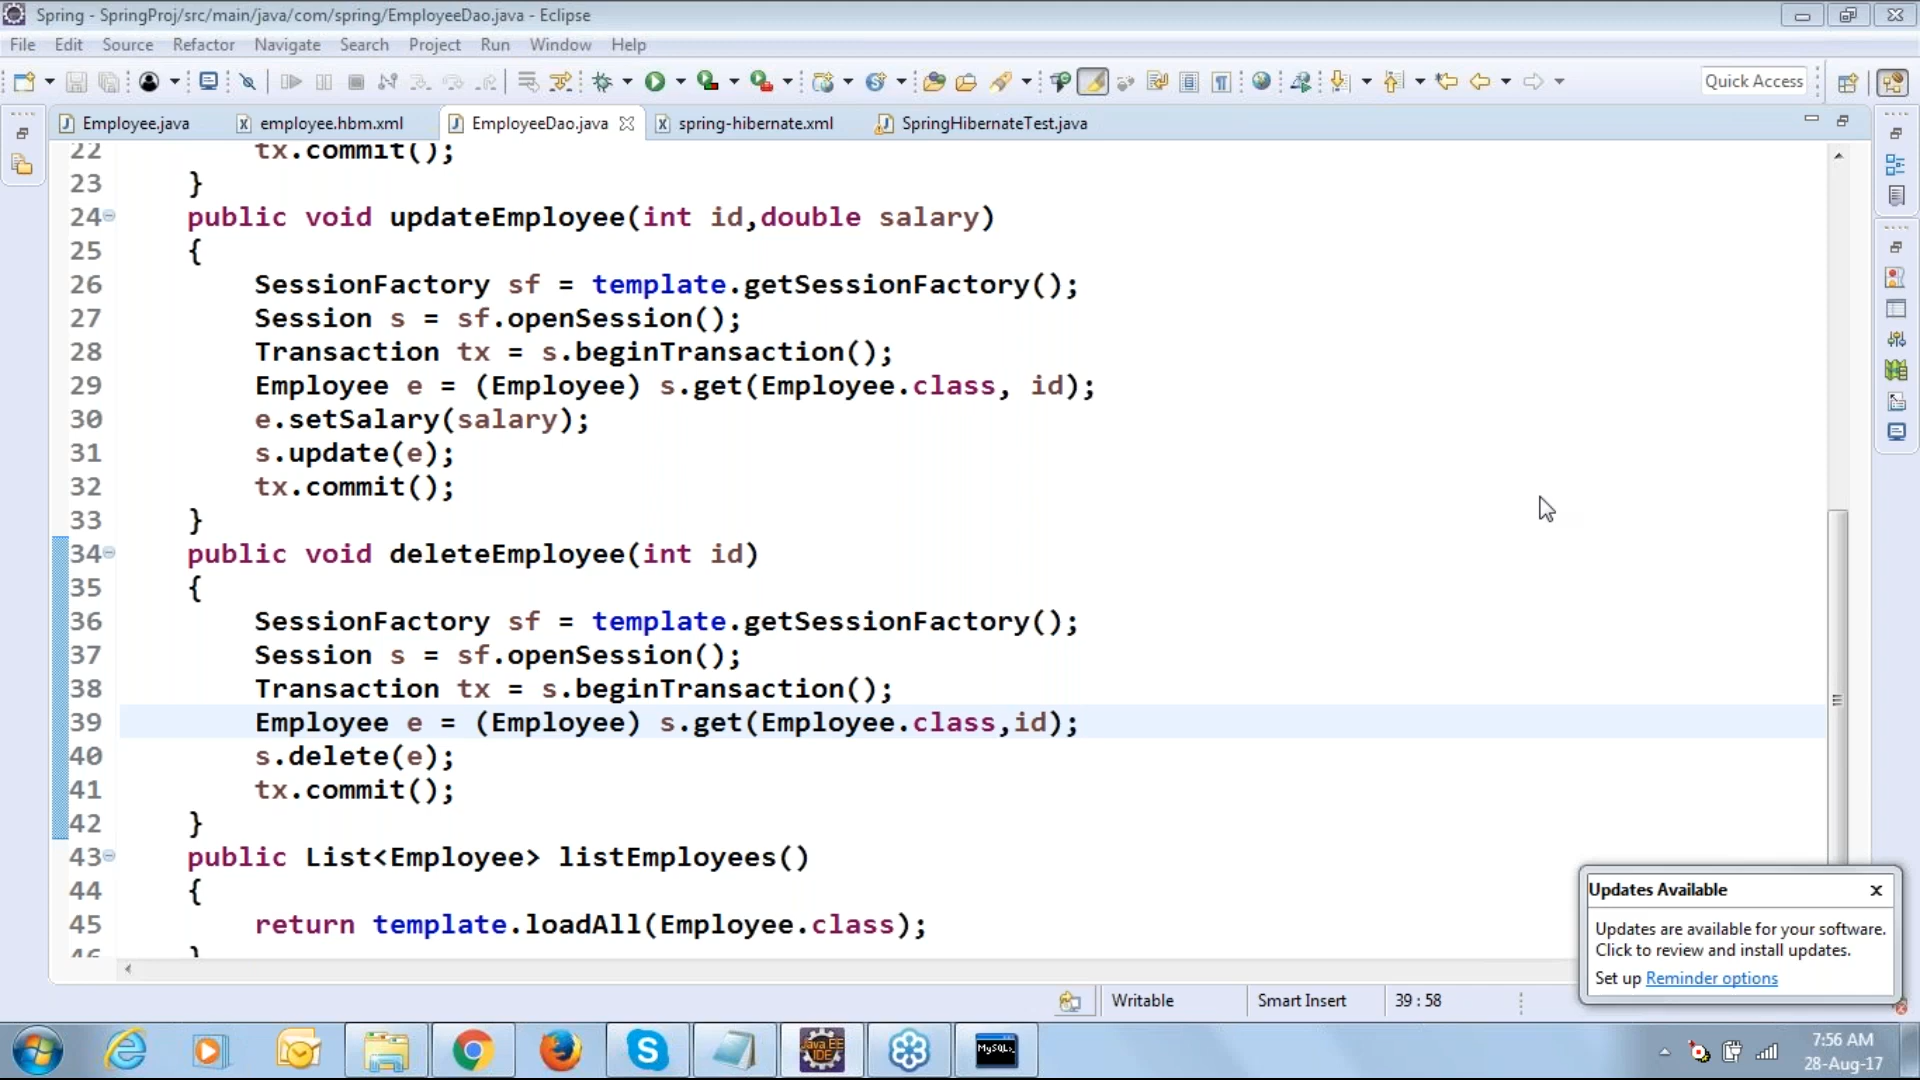 Spring - SpringProj/src/main/java/com/spring/EmployeeDao.java - Eclipse
File Edit Source Refactor Navigate Search Project Run Window Help
Quick Access
Employee.java employee.hbm.xml EmployeeDao.java spring-hibernate.xml SpringHibernateTest.java
22 tx.commit();
23 }
24 public void updateEmployee(int id,double salary)
25 {
26 SessionFactory sf = template.getSessionFactory();
27 Session s = sf.openSession();
28 Transaction tx = s.beginTransaction();
29 Employee e = (Employee) s.get(Employee.class, id);
30 e.setSalary(salary);
31 s.update(e);
32 tx.commit();
33 }
34 public void deleteEmployee(int id)
35 {
36 SessionFactory sf = template.getSessionFactory();
37 Session s = sf.openSession();
38 Transaction tx = s.beginTransaction();
39 Employee e = (Employee) s.get(Employee.class,id);
40 s.delete(e);
41 tx.commit();
42 }
43 public List<Employee> listEmployees()
44 {
45 return template.loadAll(Employee.class);
46 }
Updates Available
Updates are available for your software.
Click to review and install updates.
Set up Reminder options
Writable Smart Insert 39 : 58
Java EE
IDE
MySQL
7:56 AM
28-Aug-17